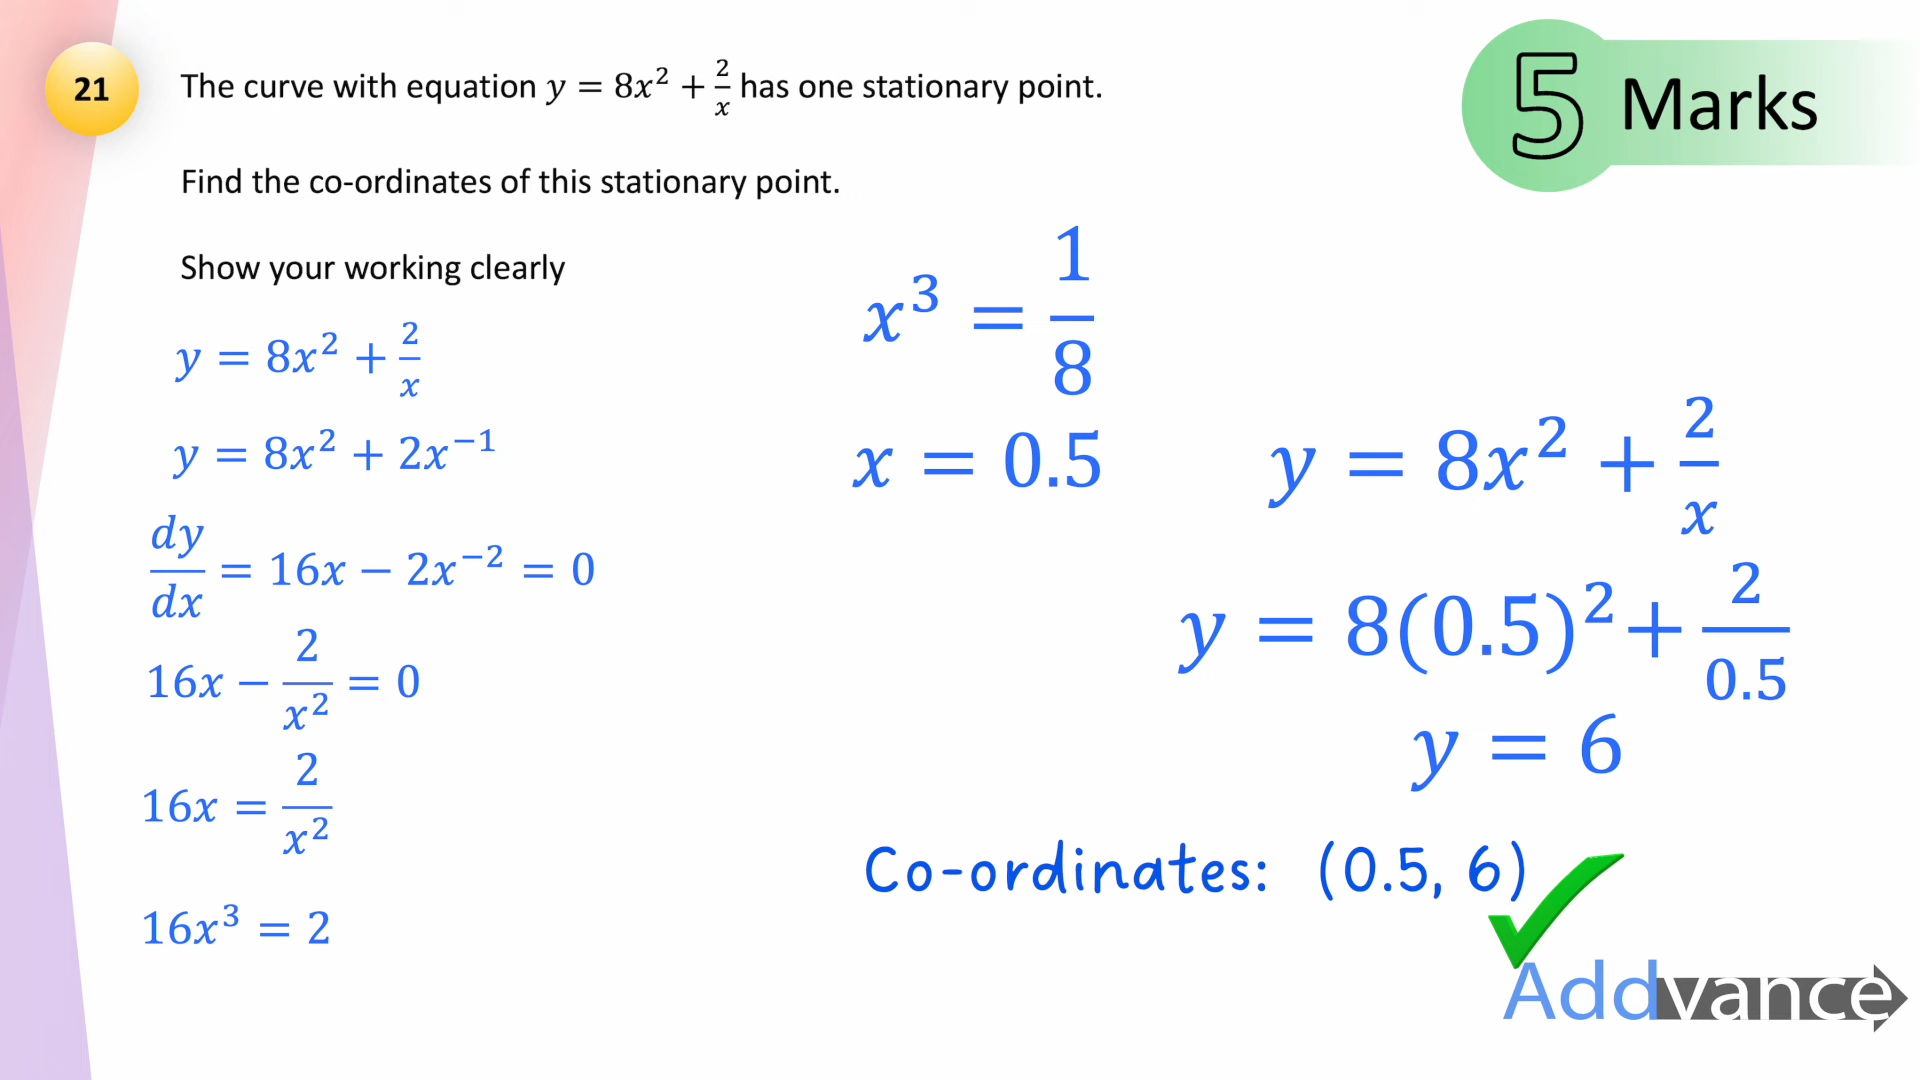 21
The curve with equation y = 8x² + 2/x has one stationary point.
5 Marks
Find the co-ordinates of this stationary point.
Show your working clearly
y = 8x² + 2/x
y = 8x² + 2x⁻¹
dy/dx = 16x − 2x⁻² = 0
16x − 2/x² = 0
16x = 2/x²
16x³ = 2
x³ = 1/8
x = 0.5
y = 8x² + 2/x
y = 8(0.5)² + 2/0.5
y = 6
Co-ordinates: (0.5, 6)
Addvance